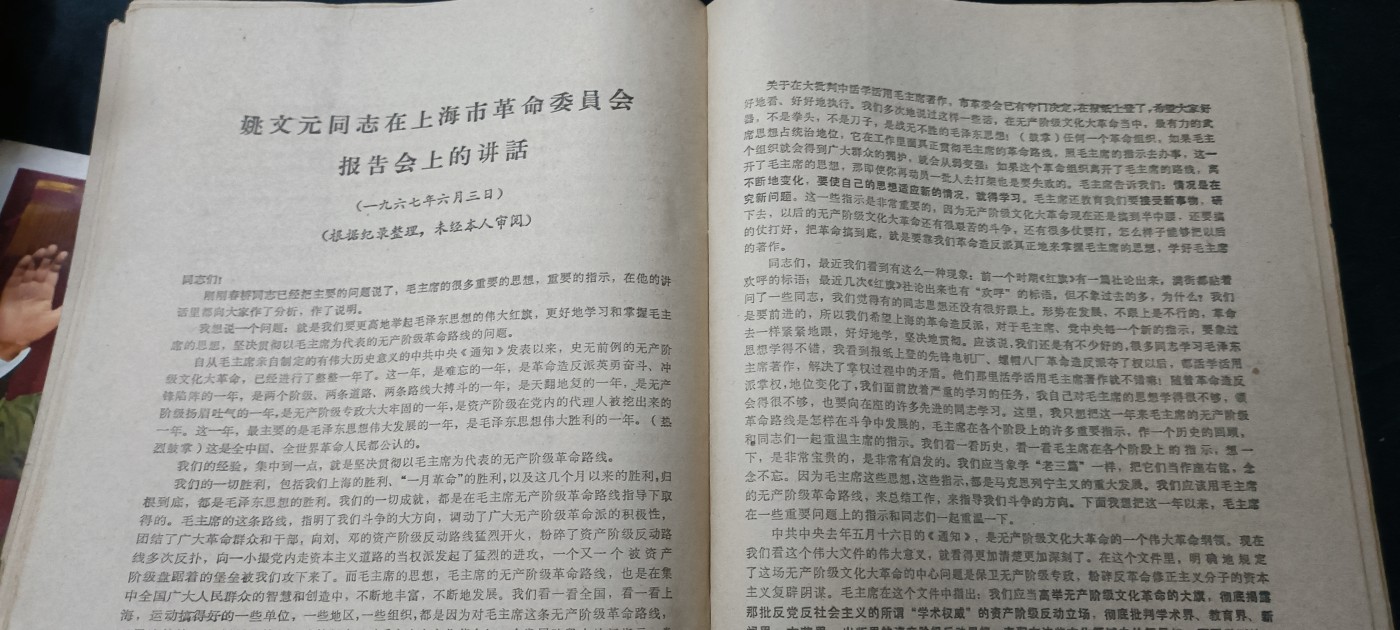 姚文元同志在上海市革命委員会
报告会上的讲話
(一九六七年六月三日)
(根据纪录整理，未经本人审阅)
同志们：
刚刚春桥同志已经把主要的问题说了，毛主席的很多重要的思想，重要的指示，在他的讲
话里都向大家作了分析，作了说明。
我想说一个问题：就是我们要更高地举起毛泽东思想的伟大红旗，更好地学习和掌握毛主
席的思想，坚决贯彻以毛主席为代表的无产阶级革命路线的问题。
自从毛主席亲自制定的有伟大历史意义的中共中央《通知》发表以来，史无前例的无产阶
级文化大革命，已经进行了整整一年了。这一年，是难忘的一年，是革命造反派英勇奋斗、冲
锋陷阵的一年，是两个阶级、两条道路、两条路线大搏斗的一年，是天翻地复的一年，是无产
阶级扬眉吐气的一年，是无产阶级专政大大牢固的一年，是资产阶级在党内的代理人被挖出来的
一年。这一年，最主要的是毛泽东思想伟大发展的一年，是毛泽东思想伟大胜利的一年。（热
烈鼓掌）这是全中国、全世界革命人民都公认的。
我们的经验，集中到一点，就是坚决贯彻以毛主席为代表的无产阶级革命路线。
我们的一切胜利，包括我们上海的胜利、“一月革命”的胜利，以及这几个月以来的胜利，归
根到底，都是毛泽东思想的胜利。我们的一切成就，都是在毛主席无产阶级革命路线指导下取
得的。毛主席的这条路线，指明了我们斗争的大方向，调动了广大无产阶级革命派的积极性，
团结了广大革命群众和干部，向刘、邓的资产阶级反动路线猛烈开火，粉碎了资产阶级反动路
线多次反扑，向一小撮党内走资本主义道路的当权派发起了猛烈的进攻，一个又一个被资产
阶级盘踞着的堡垒被我们攻下来了。而毛主席的思想，毛主席的无产阶级革命路线，也是在集
中全国广大人民群众的智慧和创造中，不断地丰富，不断地发展。我们看一看全国，看一看上
海，运动搞得好的一些单位，一些地区，一些组织，都是因为对毛主席这条无产阶级革命路线，
关于在大批判中活学活用毛主席著作，市革委会已有专门决定，在报纸上登了，希望大家好
好地看、好好地执行。我们多次地说过这样一些话，在无产阶级文化大革命当中，最有力的武
器，不是拳头，不是刀子，是战无不胜的毛泽东思想！（鼓掌）任何一个革命组织，如果毛主
席思想占统治地位，它在工作里面真正贯彻毛主席的革命路线，照毛主席的指示去办事，这一
个组织就会得到广大群众的拥护，就会从弱变强；如果这个革命组织离开了毛主席的路线，离
开了毛主席的思想，那即使你再动员一批人去打架也是要失败的。毛主席告诉我们：情况是在
不断地变化，要使自己的思想适应新的情况，就得学习。毛主席还教育我们要接受新事物，研
究新问题。这一些指示是非常重要的，因为无产阶级文化大革命现在还是搞到半中腰，还要搞
下去，以后的无产阶级文化大革命还有很艰苦的斗争，还有很多仗要打，怎么样子能够把以后
的仗打好，把革命搞到底，就是要靠我们革命造反派真正地来掌握毛主席的思想，学好毛主席
的著作。
同志们，最近我们看到有这么一种现象：前一个时期《红旗》有一篇社论出来，满街都贴着
欢呼的标语；最近几次《红旗》社论出来也有“欢呼”的标语，但不象过去的多，为什么？我们
问了一些同志，我们觉得有的同志思想还没有很好跟上。形势在发展，不跟上是不行的，革命
是要前进的，所以我们希望上海的革命造反派，对于毛主席、党中央每一个新的指示，要象过
去一样紧紧地跟，好好地学，坚决地贯彻。应该说，我们还是有不少好的，很多同志学习毛泽东
思想学得不错，我看到报纸上登的先锋电机厂、螺帽八厂革命造反派夺了权以后，都活学活用
主席著作，解决了掌权过程中的矛盾。他们那里活学活用毛主席著作就不错嘛！随着革命造反
派掌权，地位变化了，我们面前放着严重的学习的任务，我自己对毛主席的思想学得很不够，领
会得很不够，也要向在座的许多先进的同志学习。这里，我只想把这一年来毛主席的无产阶级
革命路线是怎样在斗争中发展的，毛主席在各个阶段上的许多重要指示，作一个历史的回顾，
和同志们一起重温主席的指示。我们看一看历史，看一看毛主席在各个阶段上的指示，想一
下，是非常宝贵的，是非常有启发的。我们应当象学“老三篇”一样，把它们当作座右铭，念
念不忘。因为毛主席这些思想，这些指示，都是马克思列宁主义的重大发展。我们应该用毛主席
的无产阶级革命路线，来总结工作，来指导我们斗争的方向。下面我想把这一年以来，毛主席
在一些重要问题上的指示和同志们一起重温一下。
中共中央去年五月十六日的《通知》，是无产阶级文化大革命的一个伟大革命纲领。现在
我们看这个伟大文件的伟大意义，就看得更加清楚更加深刻了。在这个文件里，明确地规定
了这场无产阶级文化大革命的中心问题是保卫无产阶级专政，粉碎反革命修正主义分子的资本
主义复辟阴谋。毛主席在这个文件中指出：我们应当高举无产阶级文化革命的大旗，彻底揭露
那批反党反社会主义的所谓“学术权威”的资产阶级反动立场，彻底批判学术界、教育界、新